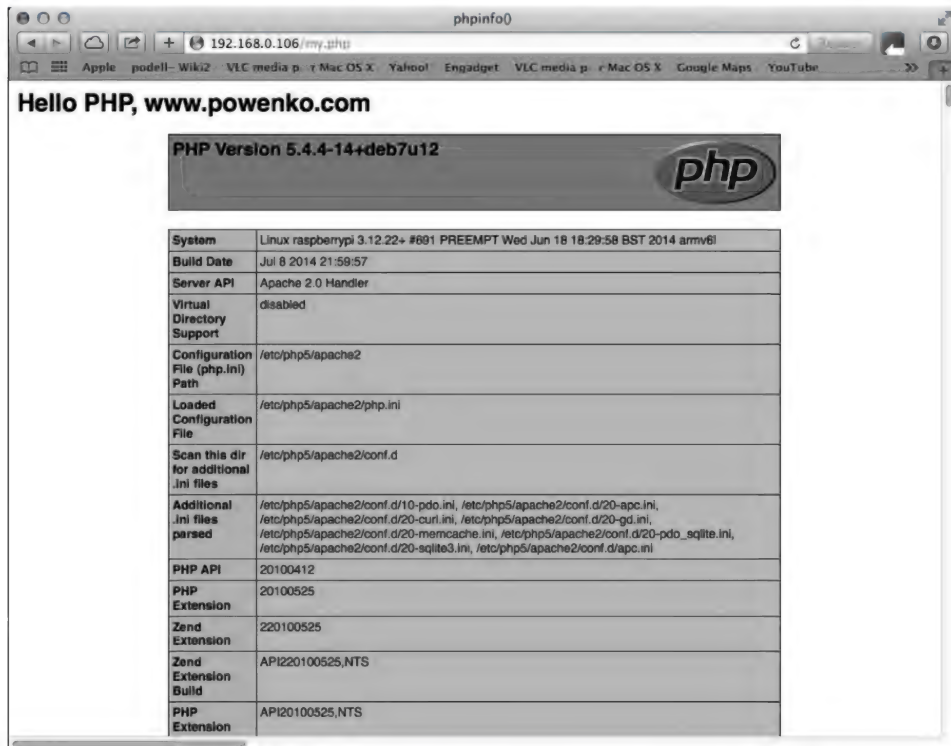 phpinfo()
192.168.0.106/my.php
Apple podell-Wiki2 VLC media p r Mac OS X Yahoo! Engadget VLC media p r Mac OS X Google Maps YouTube
Hello PHP, www.powenko.com
PHP Version 5.4.4-14+deb7u12
php
System Linux raspberrypi 3.12.22+ #691 PREEMPT Wed Jun 18 18:29:58 BST 2014 armv6l
Build Date Jul 8 2014 21:59:57
Server API Apache 2.0 Handler
Virtual
Directory
Support disabled
Configuration
File (php.ini)
Path /etc/php5/apache2
Loaded
Configuration
File /etc/php5/apache2/php.ini
Scan this dir
for additional
.ini files /etc/php5/apache2/conf.d
Additional
.ini files
parsed /etc/php5/apache2/conf.d/10-pdo.ini, /etc/php5/apache2/conf.d/20-apc.ini,
/etc/php5/apache2/conf.d/20-curl.ini, /etc/php5/apache2/conf.d/20-gd.ini,
/etc/php5/apache2/conf.d/20-memcache.ini, /etc/php5/apache2/conf.d/20-pdo_sqlite.ini,
/etc/php5/apache2/conf.d/20-sqlite3.ini, /etc/php5/apache2/conf.d/apc.ini
PHP API 20100412
PHP
Extension 20100525
Zend
Extension 220100525
Zend
Extension
Build API220100525,NTS
PHP
Extension API20100525,NTS